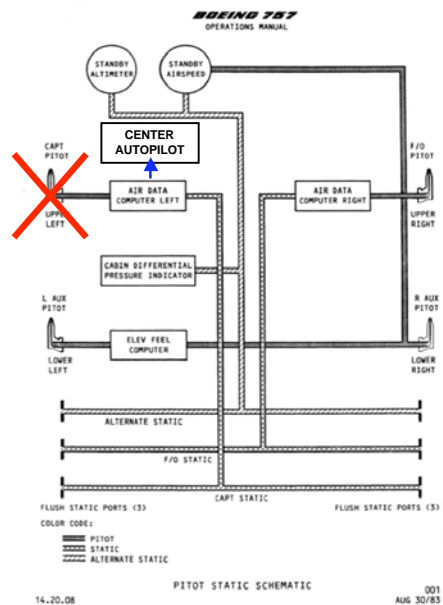 BOEING 757
OPERATIONS MANUAL
STANDBY
ALTIMETER
STANDBY
AIRSPEED
CENTER
AUTOPILOT
CAPT
PITOT
F/O
PITOT
AIR DATA
COMPUTER LEFT
AIR DATA
COMPUTER RIGHT
UPPER
LEFT
UPPER
RIGHT
CABIN DIFFERENTIAL
PRESSURE INDICATOR
L AUX
PITOT
R AUX
PITOT
ELEV FEEL
COMPUTER
LOWER
LEFT
LOWER
RIGHT
ALTERNATE STATIC
F/O STATIC
CAPT STATIC
FLUSH STATIC PORTS (3)
FLUSH STATIC PORTS (3)
COLOR CODE:
PITOT
STATIC
ALTERNATE STATIC
PITOT STATIC SCHEMATIC
001
14.20.08
AUG 30/83